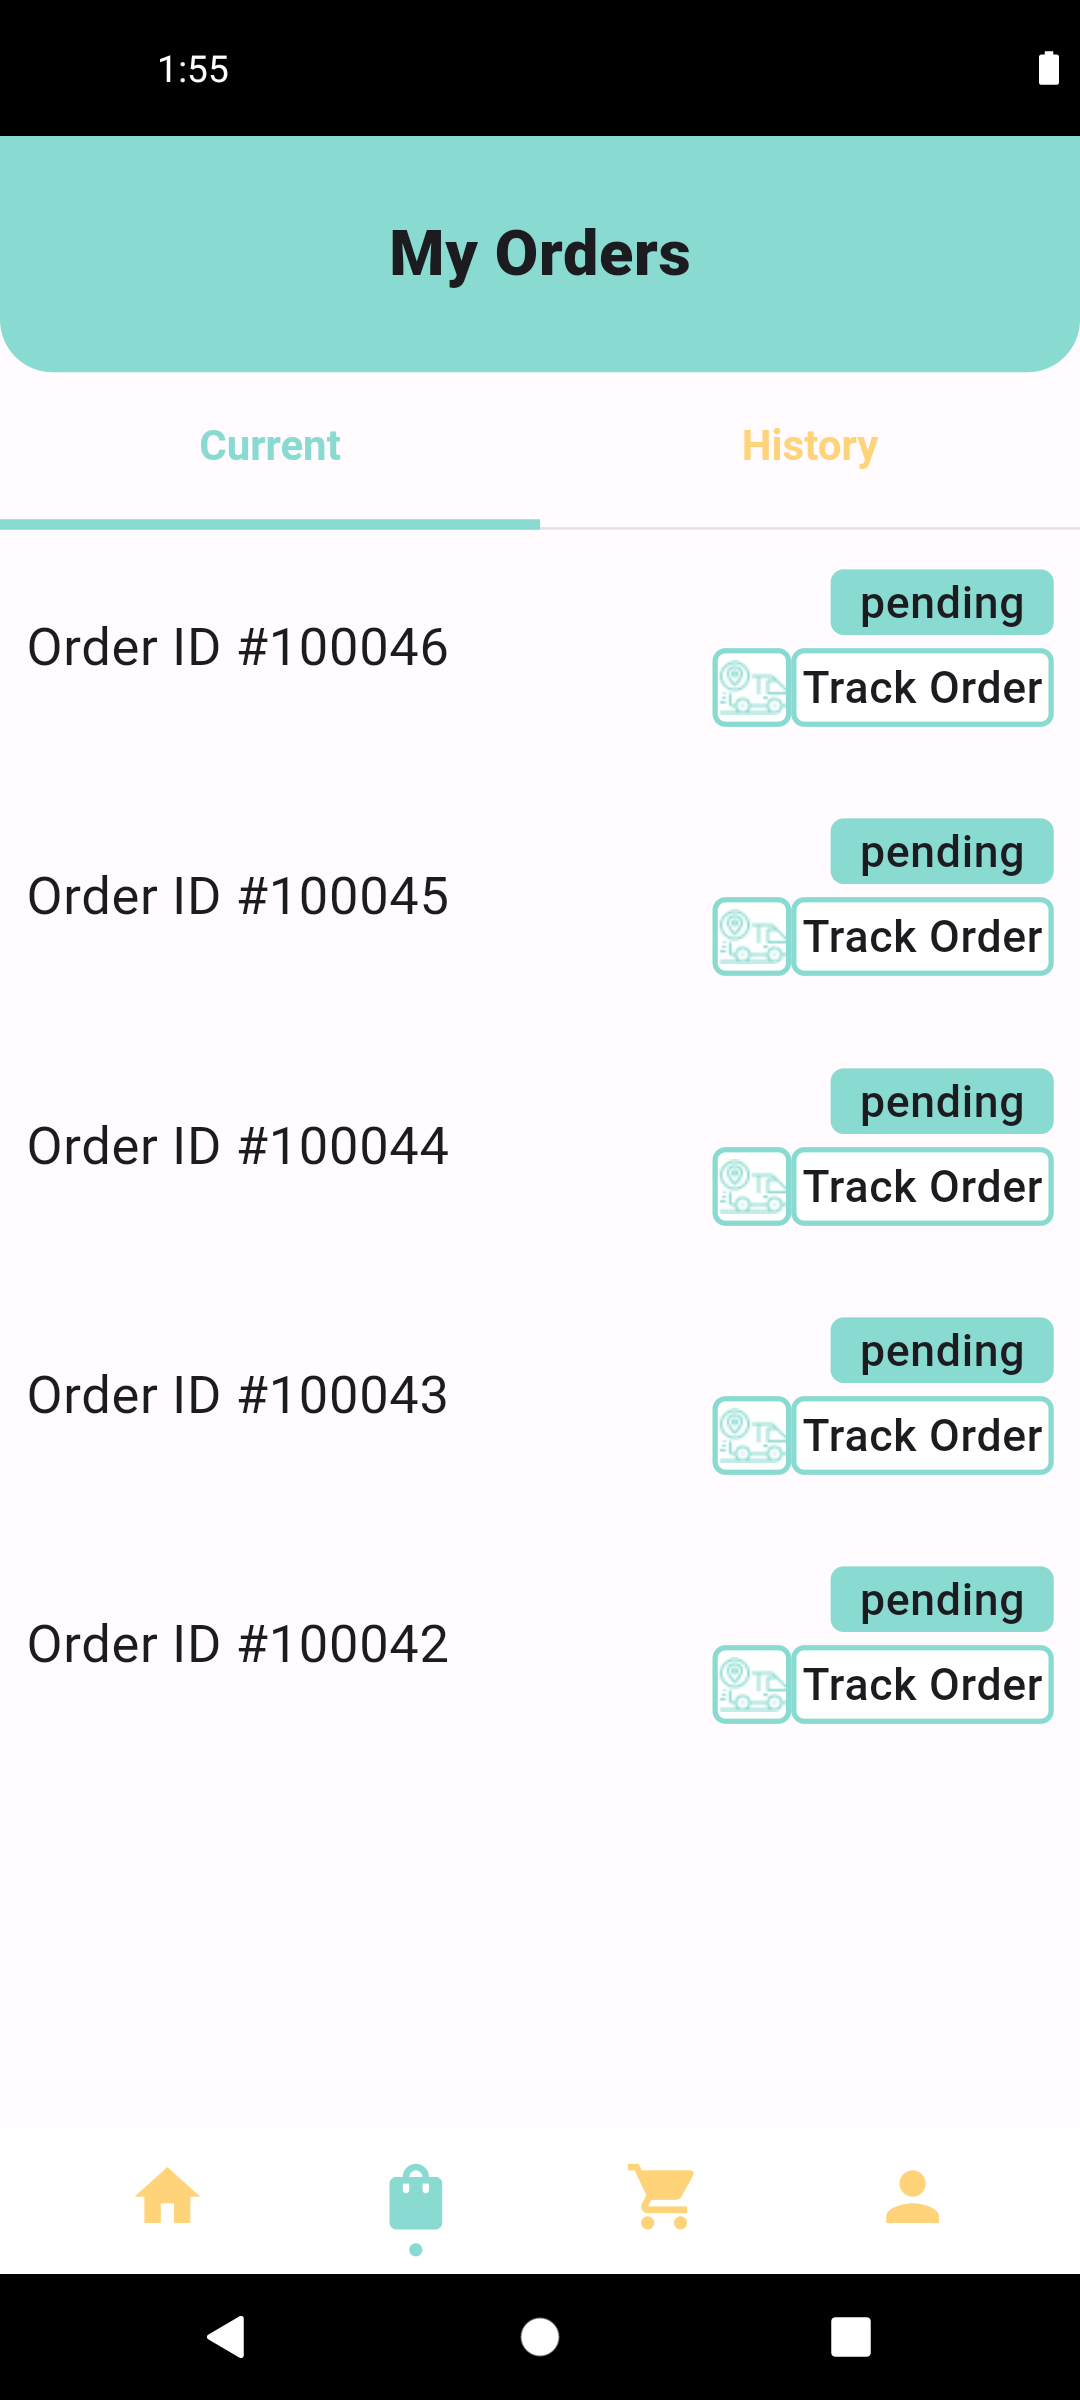 1:55
My Orders
Current
History
pending
Order ID #100046
Track Order
pending
Order ID #100045
Track Order
pending
Order ID #100044
Track Order
pending
Order ID #100043
Track Order
pending
Order ID #100042
Track Order